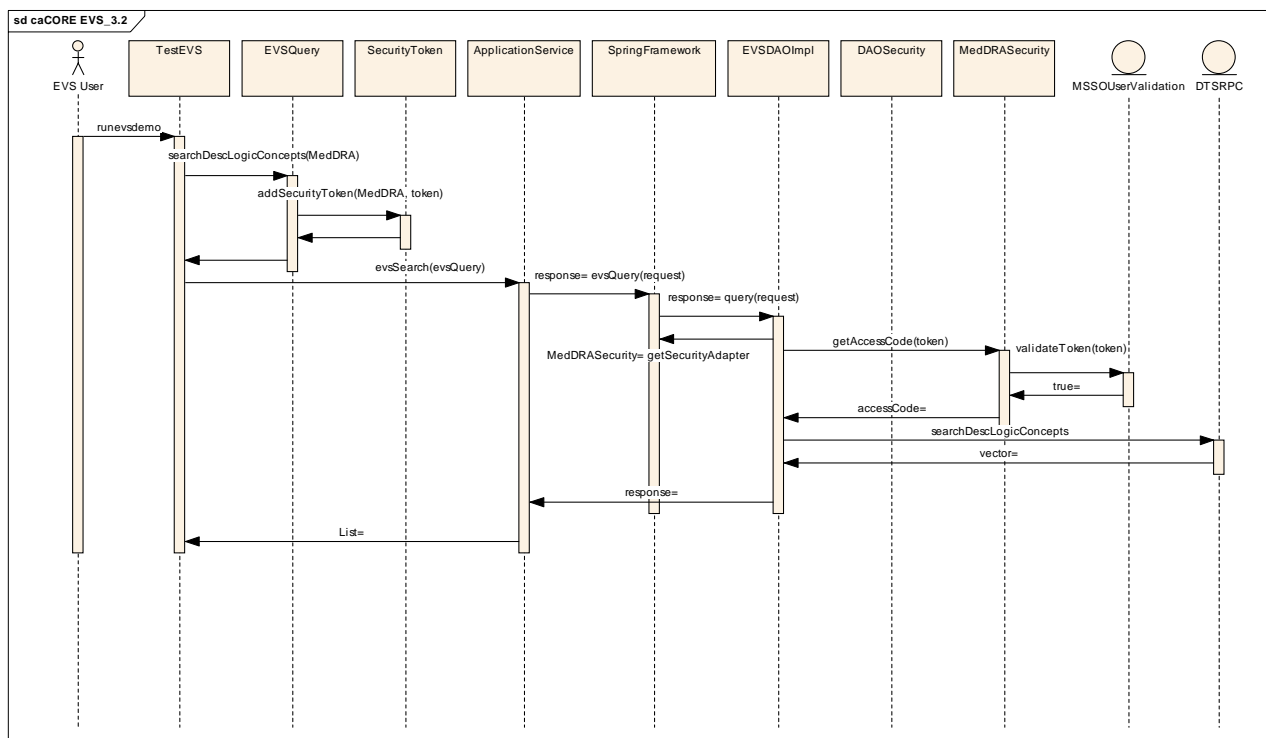 sd caCORE EVS_3.2
EVS User
TestEVS
EVSQuery
SecurityToken
ApplicationService
SpringFramework
EVSDAOImpl
DAOSecurity
MedDRASecurity
MSSOUserValidation
DTSRPC
runevsdemo
searchDescLogicConcepts(MedDRA)
addSecurityToken(MedDRA, token)
evsSearch(evsQuery)
response= evsQuery(request)
response= query(request)
MedDRASecurity= getSecurityAdapter
getAccessCode(token)
validateToken(token)
true=
accessCode=
searchDescLogicConcepts
vector=
response=
List=